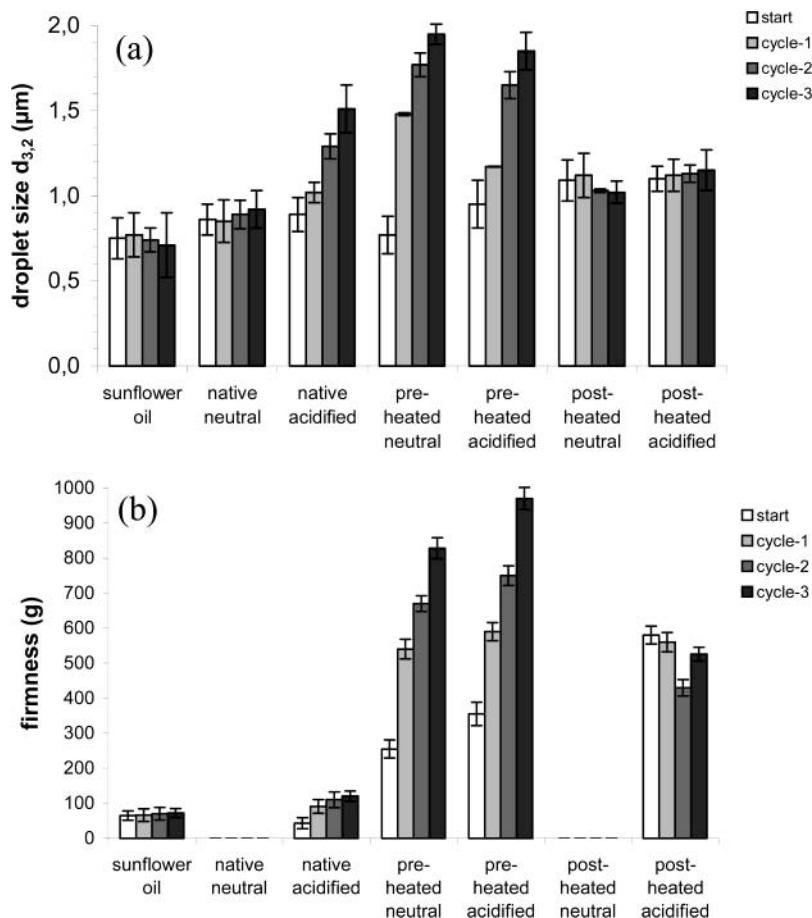 2,0
(a)
start
cycle-1
cycle-2
cycle-3
1,5
droplet size d3,2 (µm)
1,0
0,5
0,0
sunflower oil
native neutral
native acidified
pre-heated neutral
pre-heated acidified
post-heated neutral
post-heated acidified
1000
(b)
start
cycle-1
cycle-2
cycle-3
900
800
700
600
firmness (g)
500
400
300
200
100
0
sunflower oil
native neutral
native acidified
pre-heated neutral
pre-heated acidified
post-heated neutral
post-heated acidified